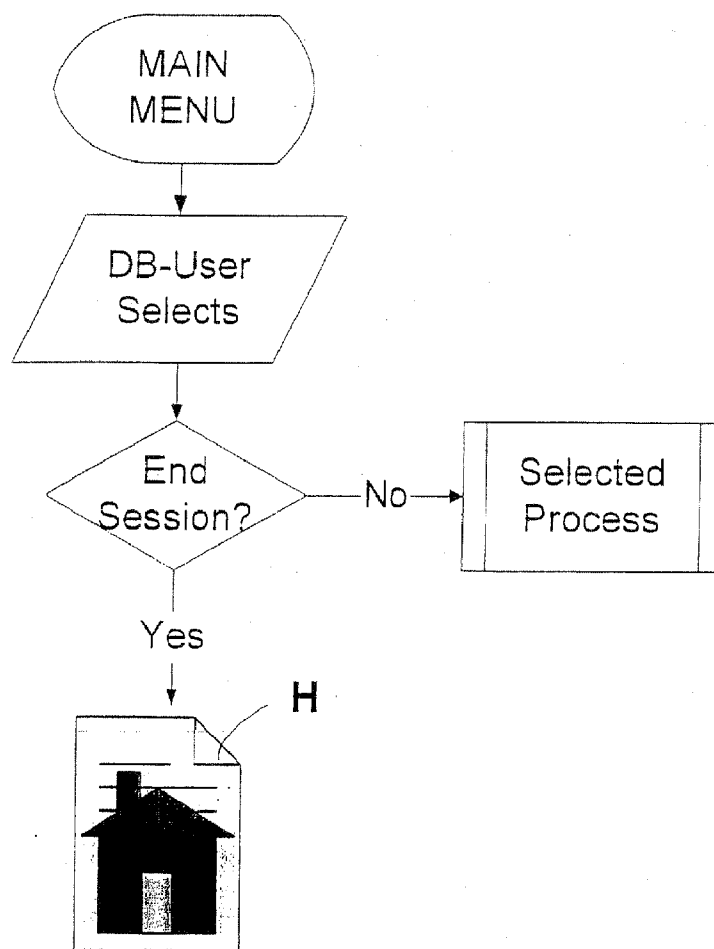 MAIN
MENU
DB-User
Selects
End
Session?
No
Selected
Process
Yes
H